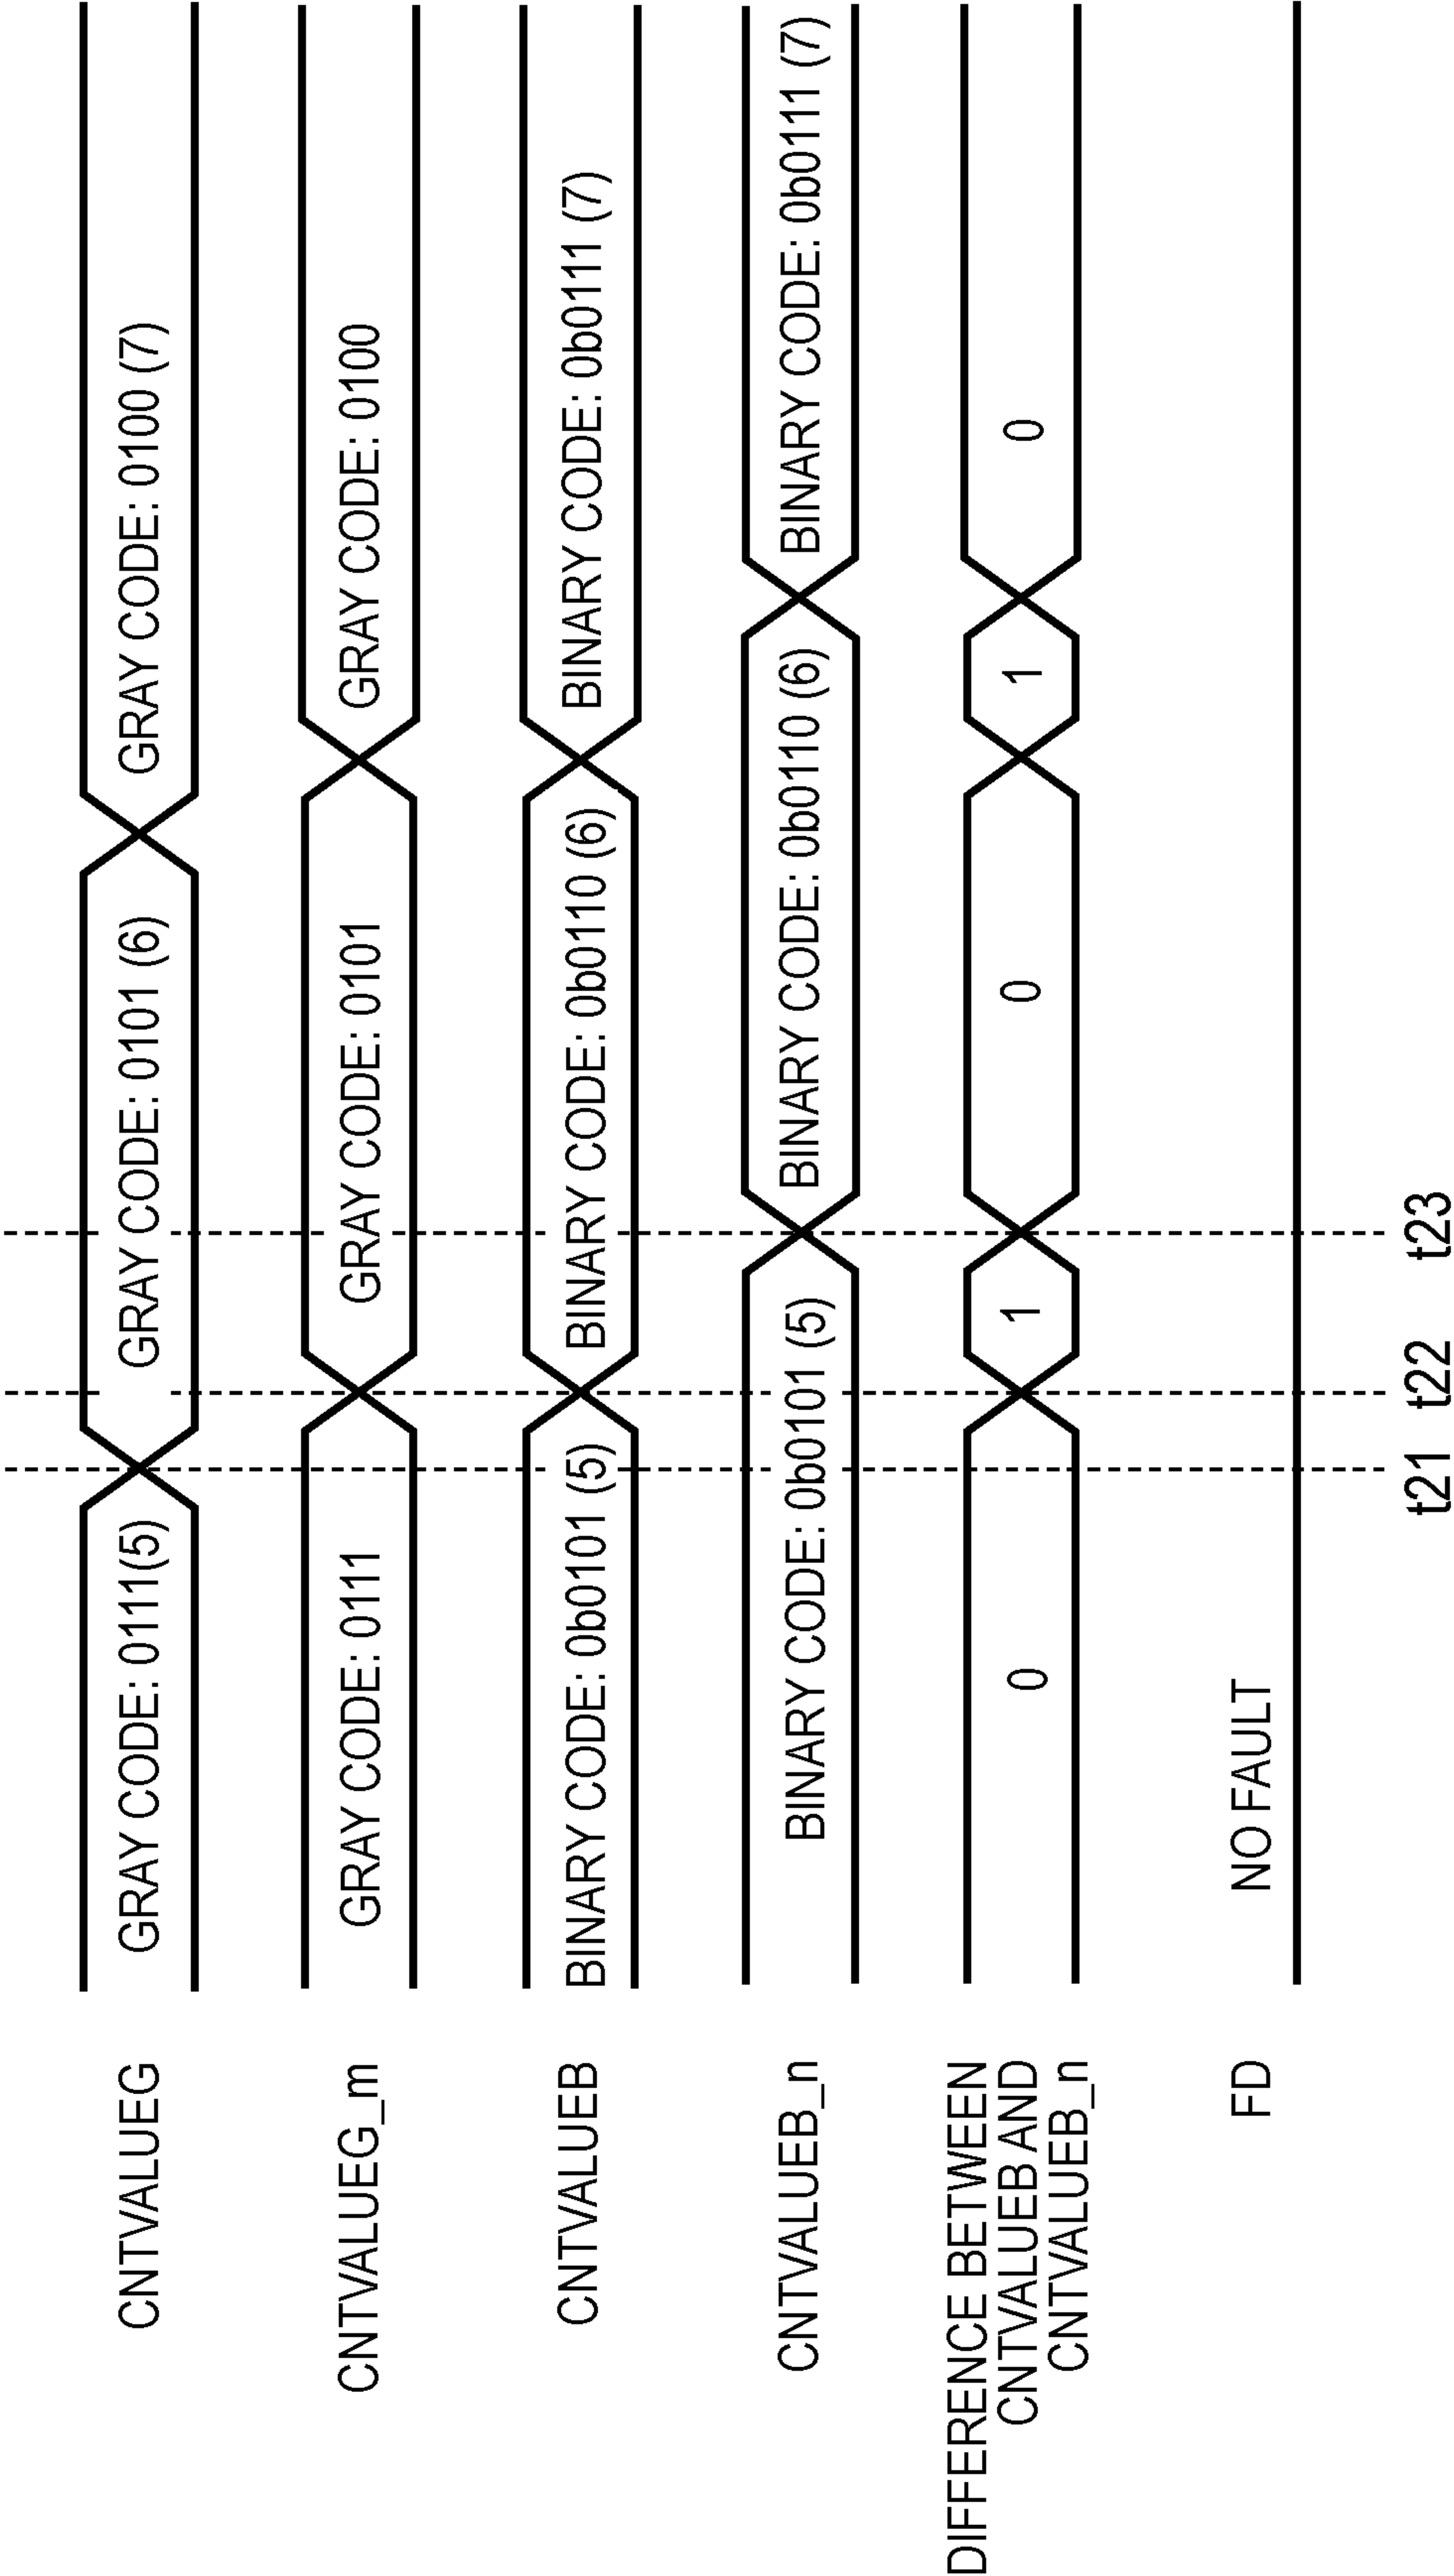 CNTVALUEG
GRAY CODE: 0111(5)
GRAY CODE: 0101 (6)
GRAY CODE: 0100 (7)
CNTVALUEG_m
GRAY CODE: 0111
GRAY CODE: 0101
GRAY CODE: 0100
CNTVALUEB
BINARY CODE: 0b0101 (5)
BINARY CODE: 0b0110 (6)
BINARY CODE: 0b0111 (7)
CNTVALUEB_n
BINARY CODE: 0b0101 (5)
BINARY CODE: 0b0110 (6)
BINARY CODE: 0b0111 (7)
DIFFERENCE BETWEEN
CNTVALUEB AND
CNTVALUEB_n
0
1
0
1
0
FD
NO FAULT
t21
t22
t23